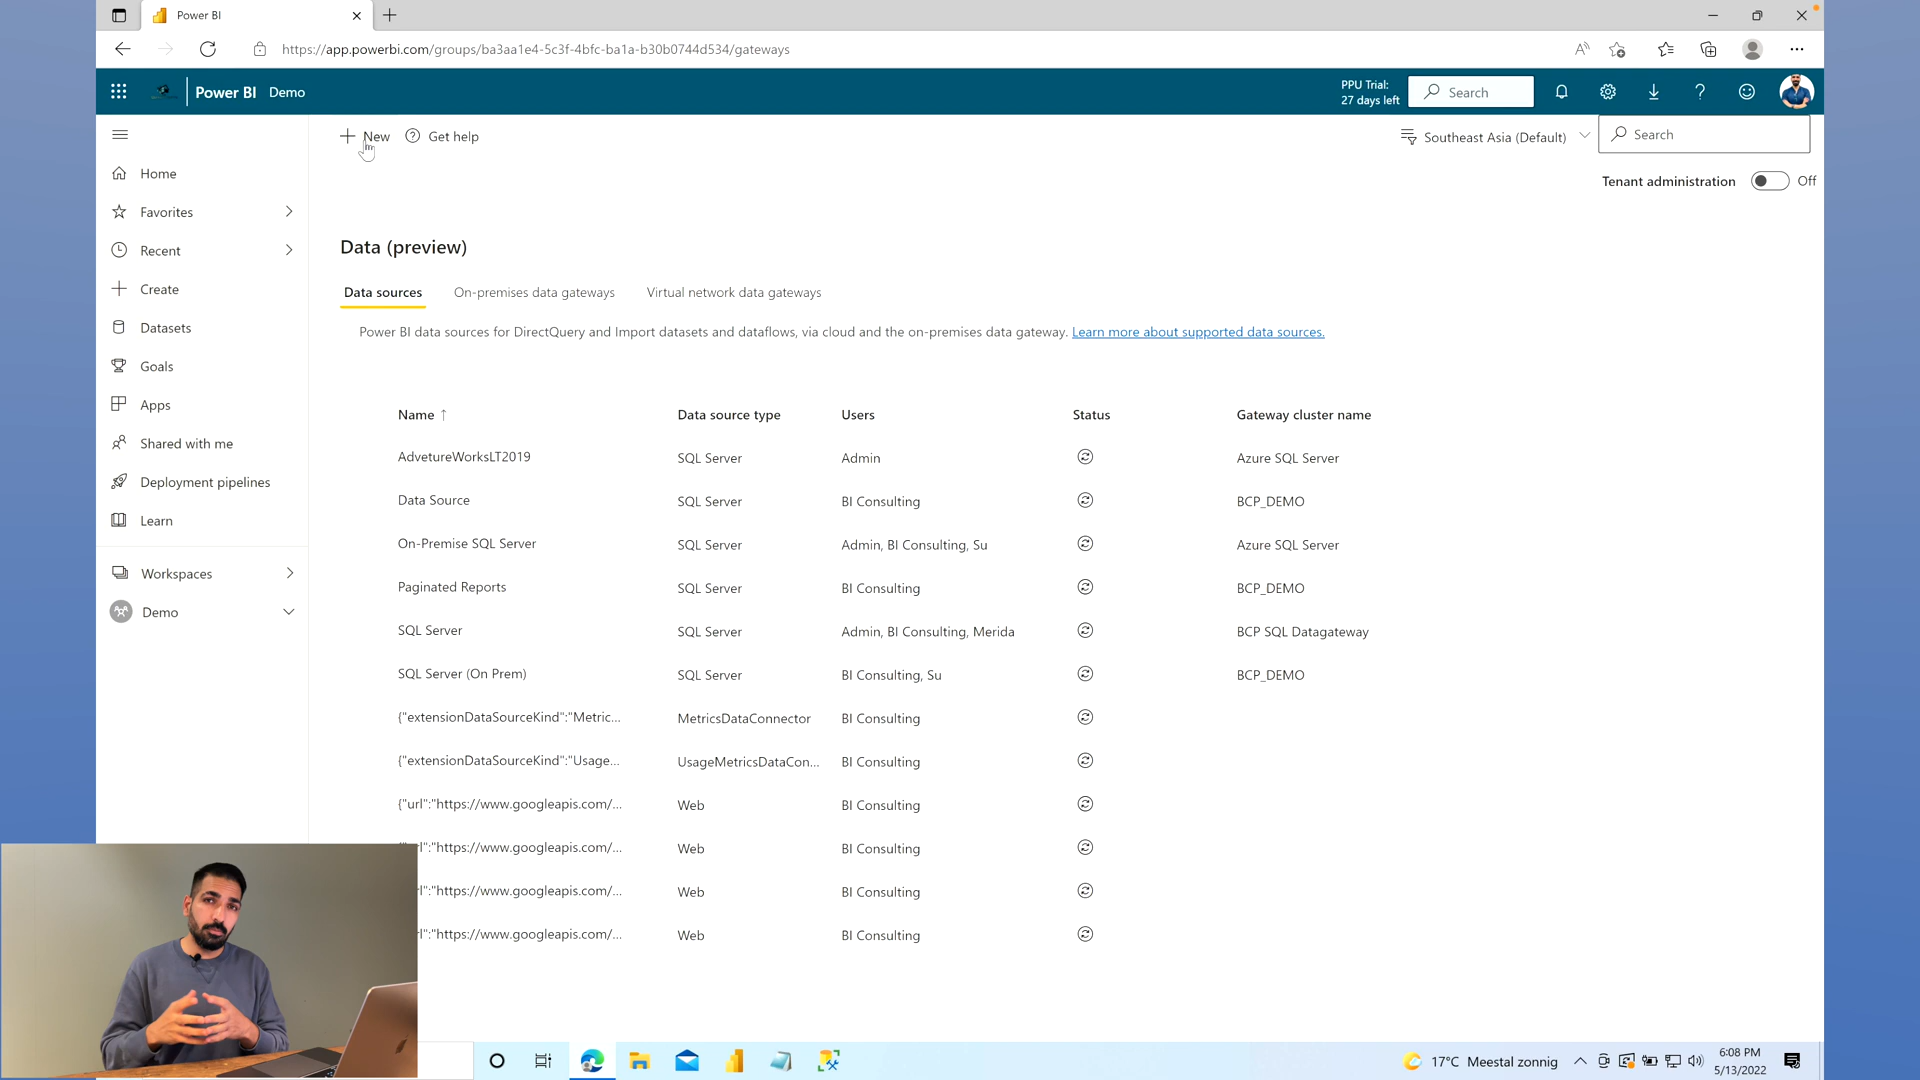 Power BI
https://app.powerbi.com/groups/ba3aa1e4-5c3f-4bfc-ba1a-b30b0744d534/gateways
Power BI Demo
PPU Trial:
27 days left
Search
New
Get help
Southeast Asia (Default)
Search
Tenant administration
Off
Home
Favorites
Recent
Create
Datasets
Goals
Apps
Shared with me
Deployment pipelines
Learn
Workspaces
Demo
Data (preview)
Data sources On-premises data gateways Virtual network data gateways
Power BI data sources for DirectQuery and Import datasets and dataflows, via cloud and the on-premises data gateway. Learn more about supported data sources.
Name ↑ Data source type Users Status Gateway cluster name
AdvetureWorksLT2019 SQL Server Admin Azure SQL Server
Data Source SQL Server BI Consulting BCP_DEMO
On-Premise SQL Server SQL Server Admin, BI Consulting, Su Azure SQL Server
Paginated Reports SQL Server BI Consulting BCP_DEMO
SQL Server SQL Server Admin, BI Consulting, Merida BCP SQL Datagateway
SQL Server (On Prem) SQL Server BI Consulting, Su BCP_DEMO
{"extensionDataSourceKind":"Metric... MetricsDataConnector BI Consulting
{"extensionDataSourceKind":"Usage... UsageMetricsDataCon... BI Consulting
{"url":"https://www.googleapis.com/... Web BI Consulting
rl":"https://www.googleapis.com/... Web BI Consulting
rl":"https://www.googleapis.com/... Web BI Consulting
rl":"https://www.googleapis.com/... Web BI Consulting
17°C Meestal zonnig
6:08 PM
5/13/2022